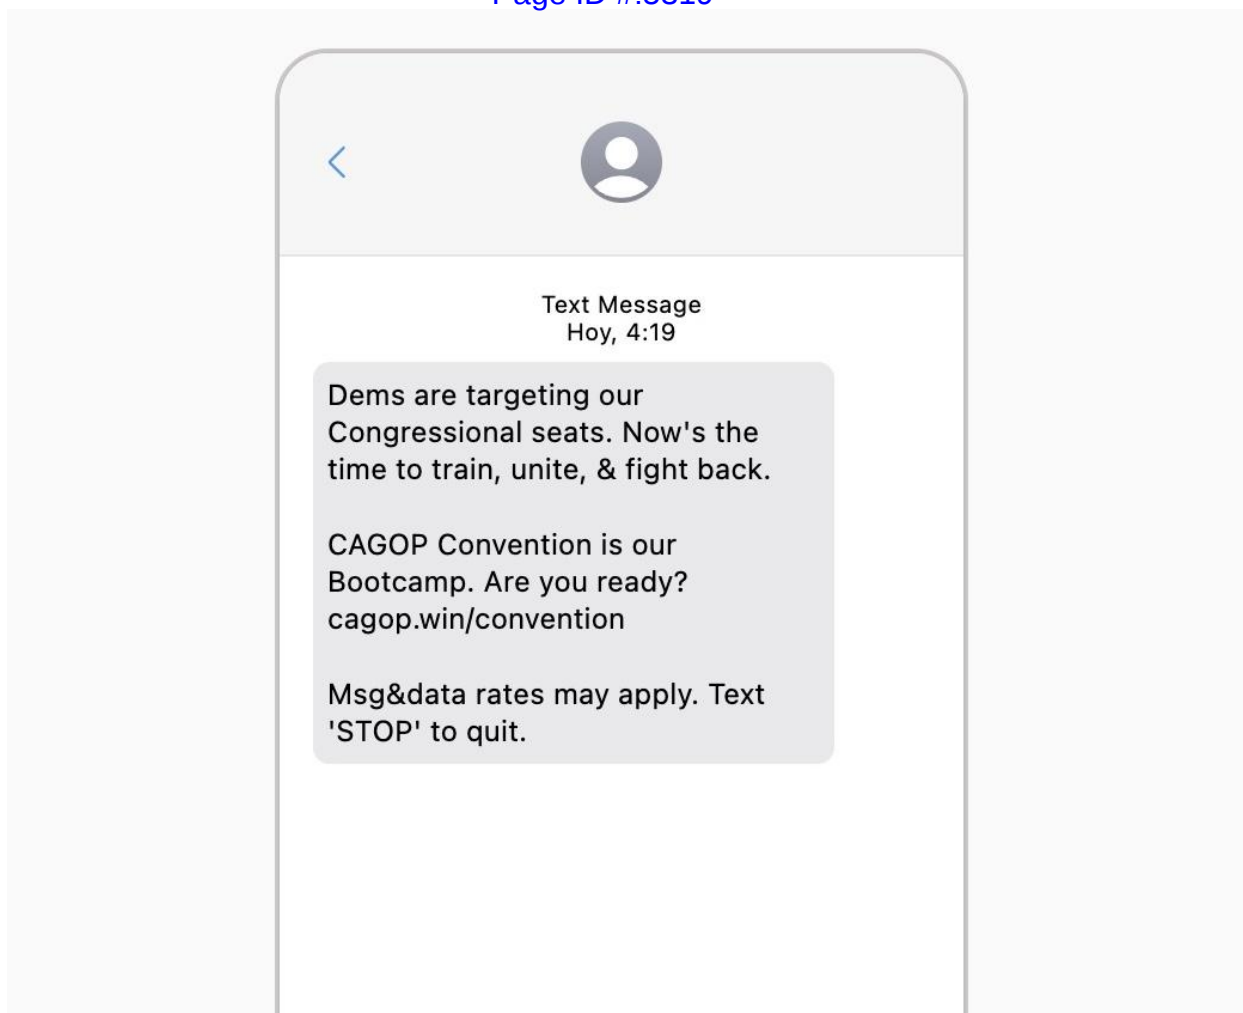 Text Message
Hoy, 4:19
Dems are targeting our
Congressional seats. Now's the
time to train, unite, & fight back.
CAGOP Convention is our
Bootcamp. Are you ready?
cagop.win/convention
Msg&data rates may apply. Text
'STOP' to quit.